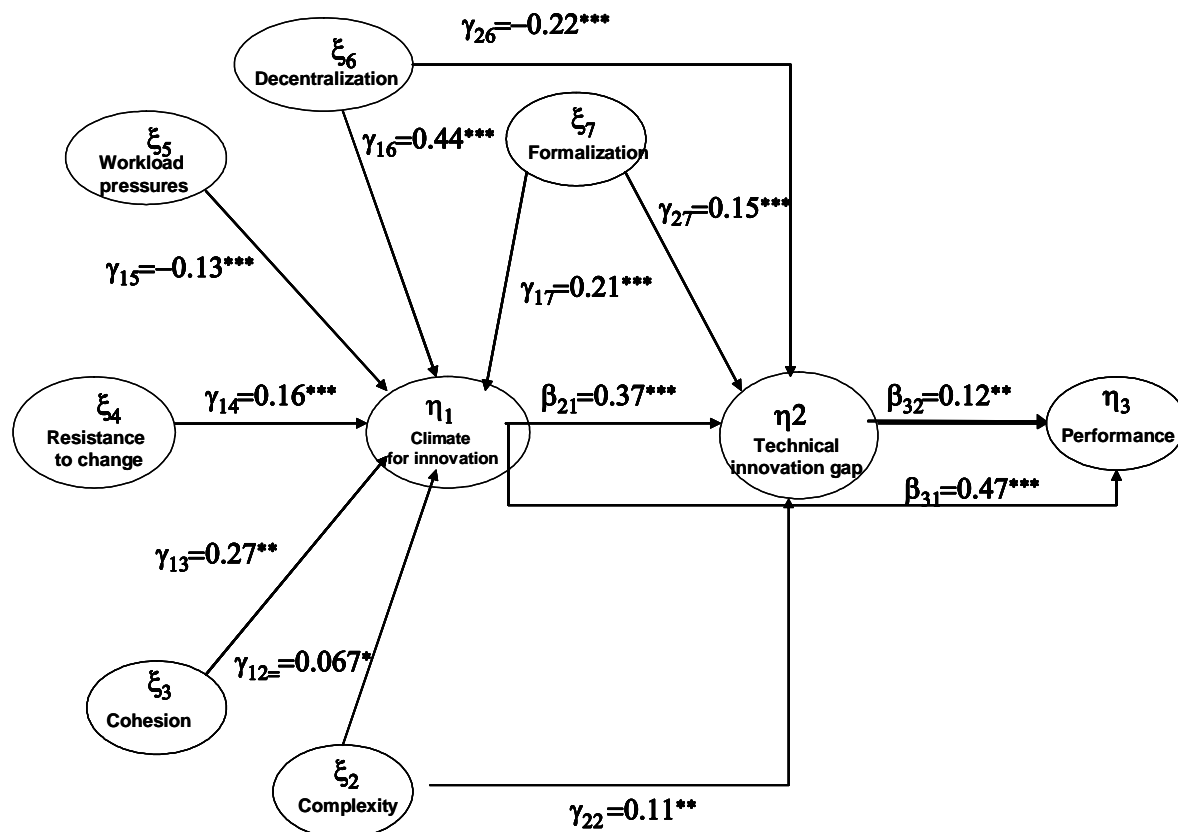 γ26=–0.22***
ξ6
Decentralization
ξ7
Formalization
γ16=0.44***
ξ5
Workload
pressures
γ27=0.15***
γ15=–0.13***
γ17=0.21***
ξ4
Resistance
to change
γ14=0.16***
η1
Climate
for innovation
β21=0.37***
η2
Technical
innovation gap
β32=0.12**
η3
Performance
β31=0.47***
γ13=0.27**
γ12==0.067*
ξ3
Cohesion
ξ2
Complexity
γ22=0.11**